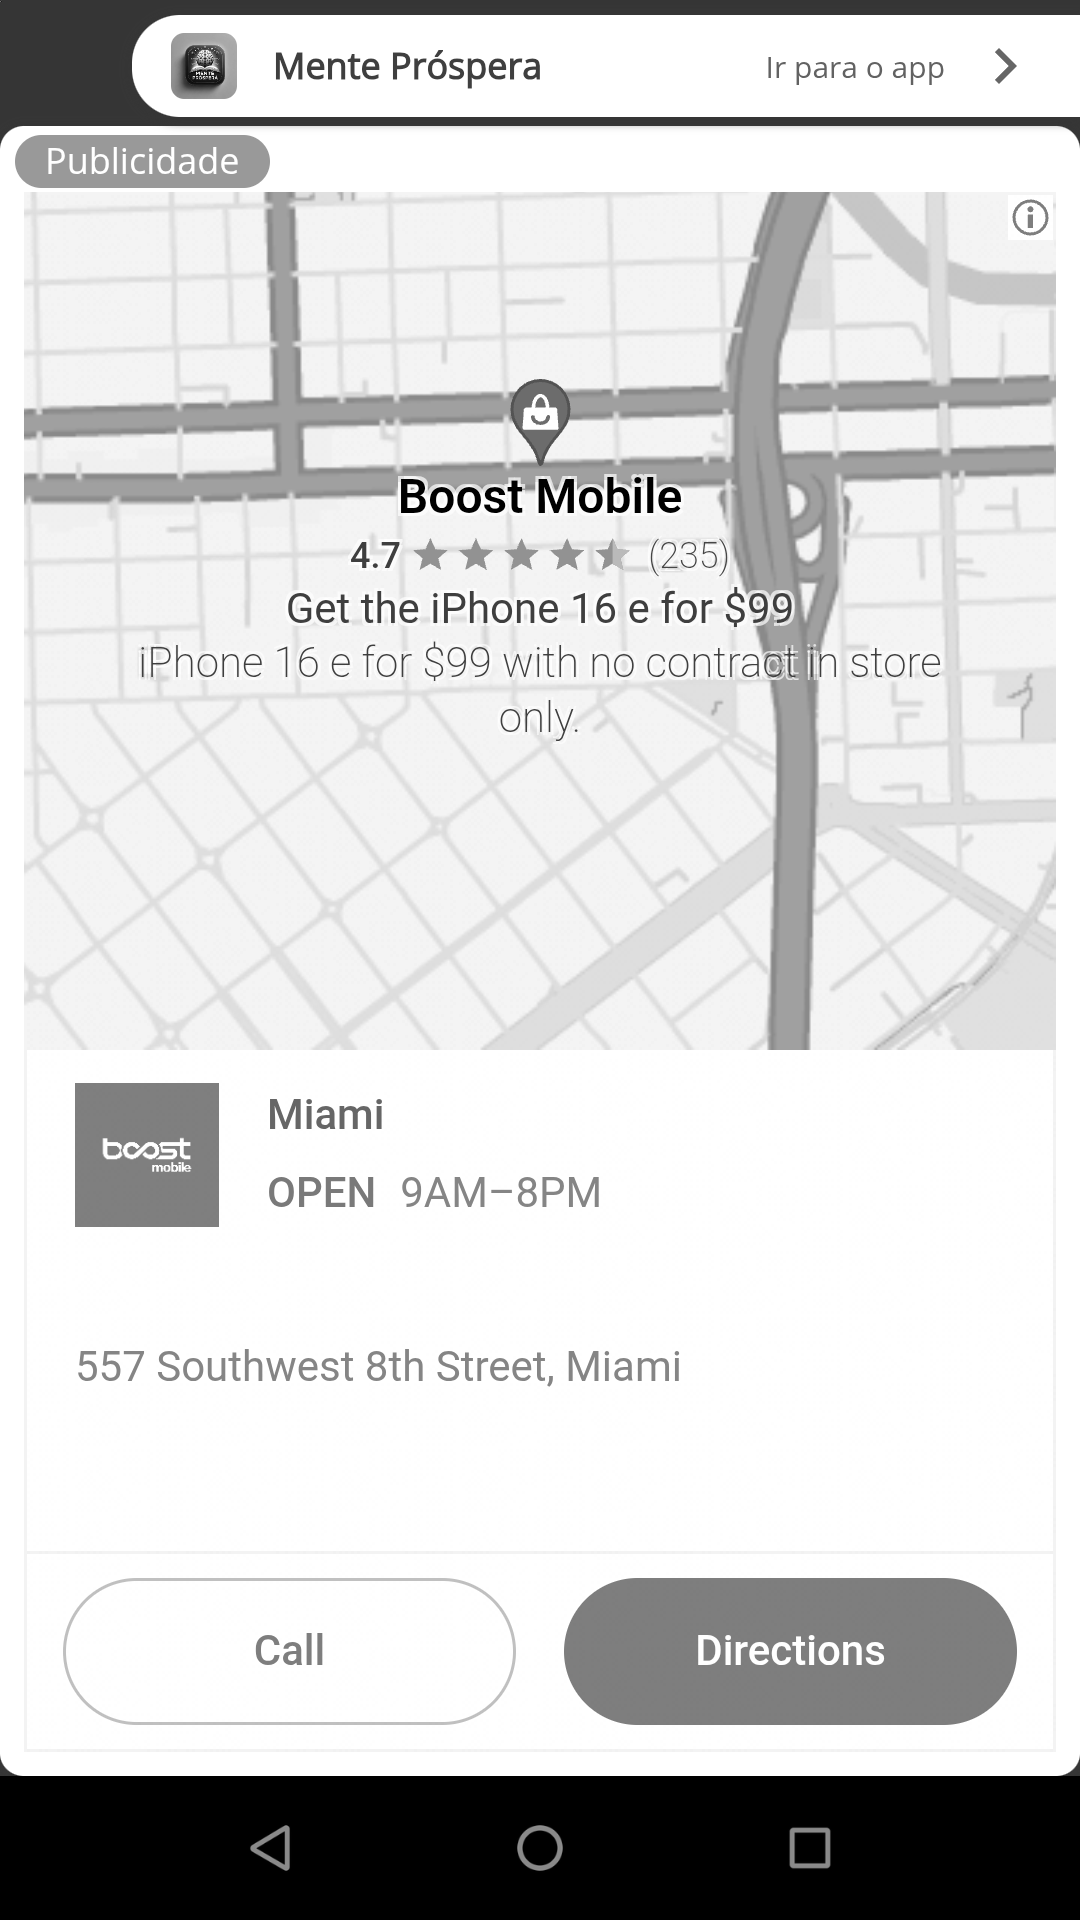 Mente Próspera
Ir para o app
Publicidade
Boost Mobile
4.7 (235)
Get the iPhone 16 e for $99
iPhone 16 e for $99 with no contract in store
only.
boost
mobile
Miami
OPEN 9AM–8PM
557 Southwest 8th Street, Miami
Call
Directions